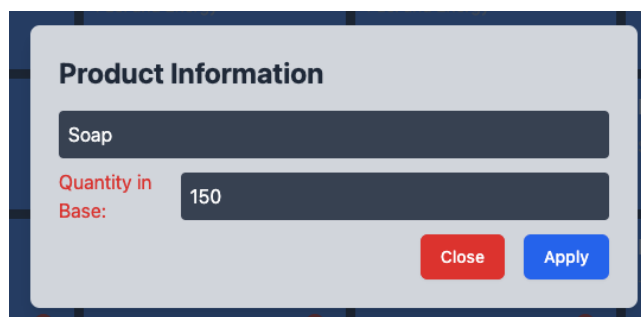 Product Information
Soap
Quantity in
Base:
150
Close
Apply